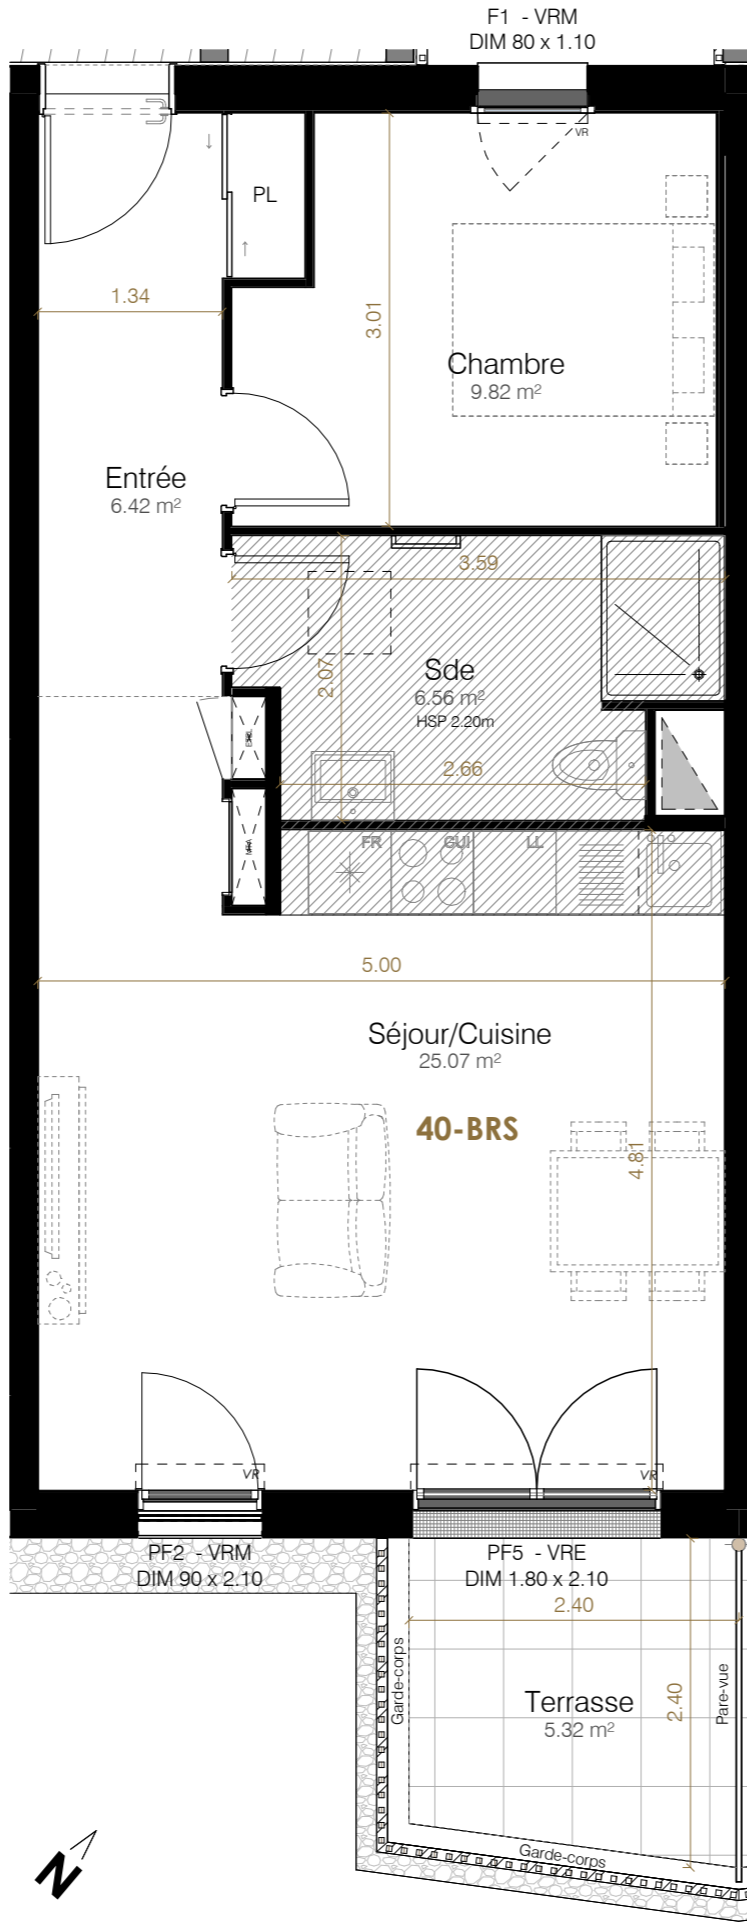 F1 - VRM
DIM 80 x 1.10
VR
PL
1.34
3.01
Chambre
9.82 m²
Entrée
6.42 m²
3.59
2.07
Sde
6.56 m²
HSP 2.20m
2.66
FR
GUI
LL
5.00
Séjour/Cuisine
25.07 m²
40-BRS
4.81
VR
VR
PF2 - VRM
DIM 90 x 2.10
PF5 - VRE
DIM 1.80 x 2.10
2.40
Garde-corps
Terrasse
5.32 m²
2.40
Pare-vue
Garde-corps
N